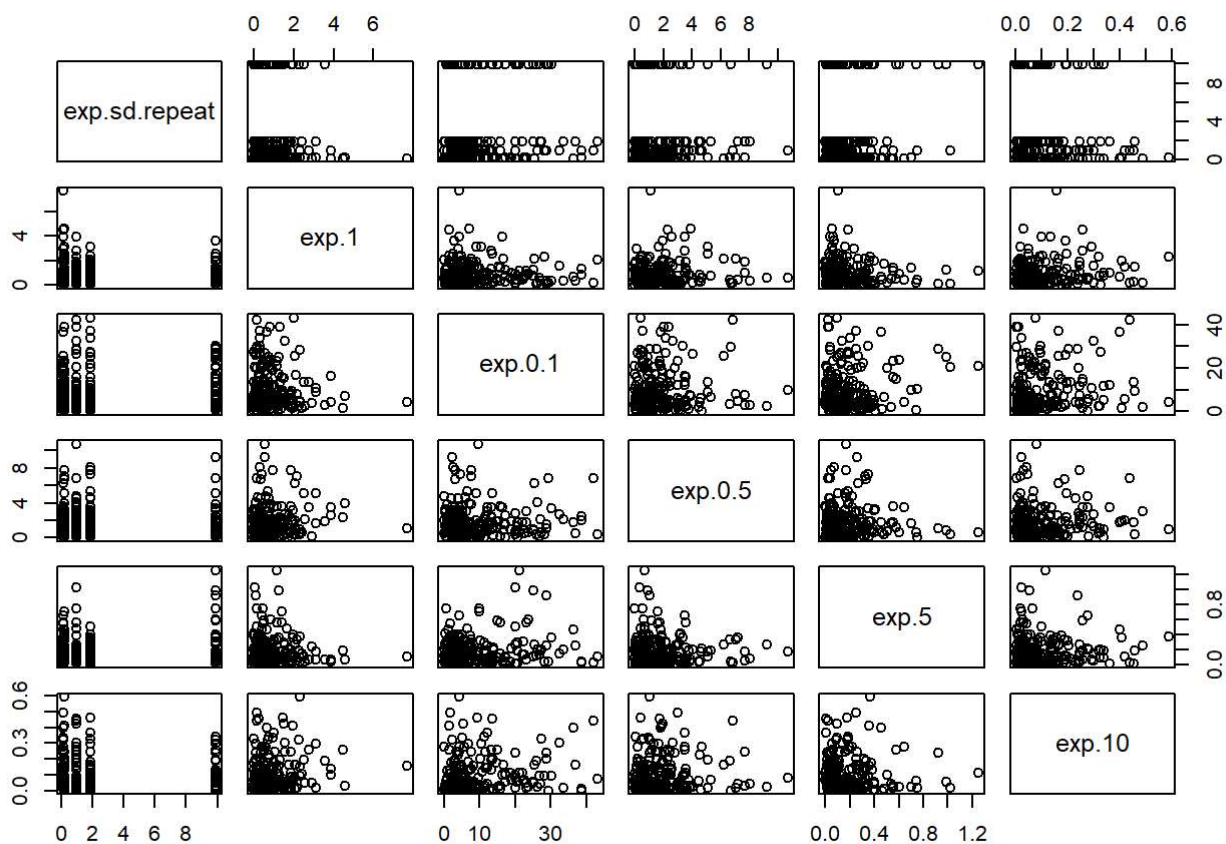 0 2 4 6 0 2 4 6 8 0.0 0.2 0.4 0.6
exp.sd.repeat 0 4 8
0 4 exp.1
exp.0.1 0 20 40
0 4 8 exp.0.5
exp.5 0.0 0.8
0.0 0.3 0.6 exp.10
0 2 4 6 8 0 10 30 0.0 0.4 0.8 1.2